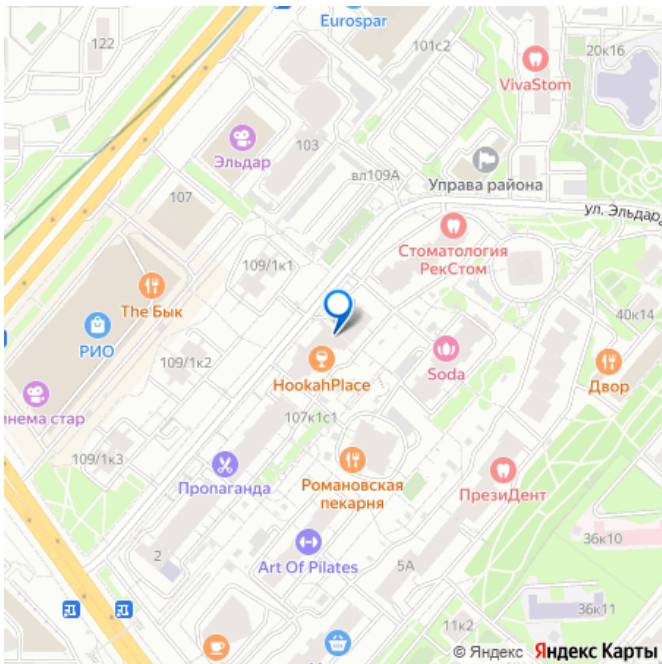 Eurospar
122
101с2
20к16
VivaStom
103
Эльдар
вл109А
Управа района
107
ул. Эльдар
Стоматология
РекСтом
109/1к1
The Бык
40к14
РИО
109/1к2
Soda
HookahPlace
Двор
инема стар
107к1с1
109/1к3
Пропаганда
Романовская
пекарня
ПрезиДент
36к10
2
Art Of Pilates
5А
36к11
11к2
© Яндекс Яндекс Карты